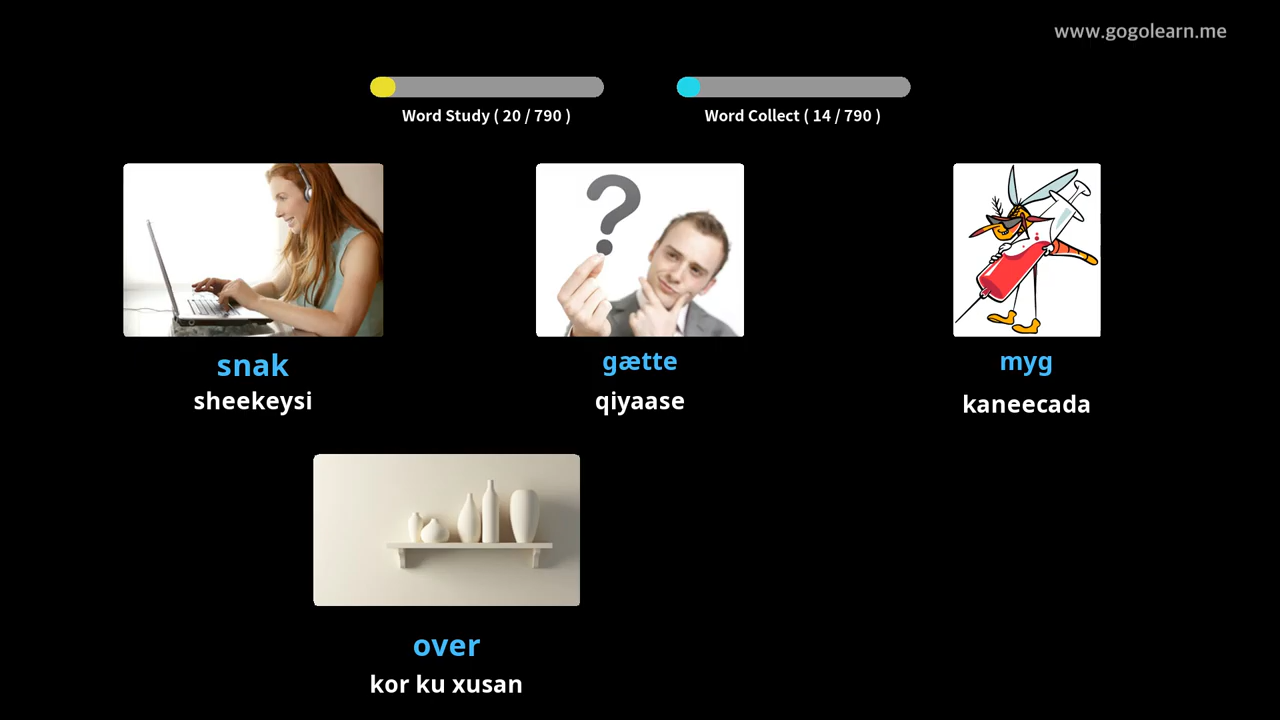 www.gogolearn.me
Word Study ( 20 / 790 )
Word Collect ( 14 / 790 )
snak
sheekeysi
gætte
qiyaase
myg
kaneecada
over
kor ku xusan